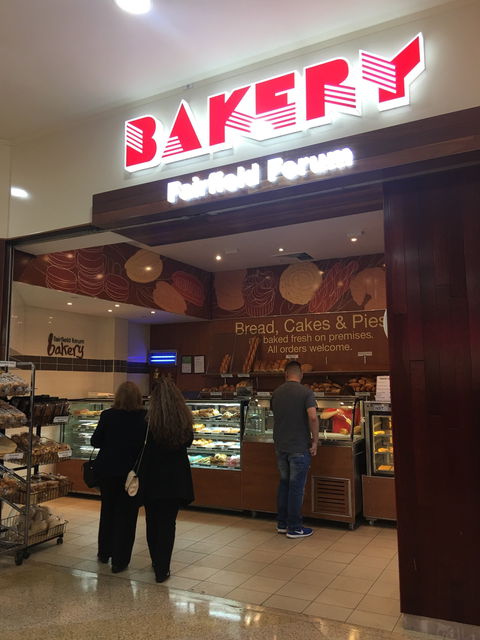 BAKERY
Fairfield Forum
Bread, Cakes & Pies
baked fresh on premises.
All orders welcome.
fairfield forum
bakery